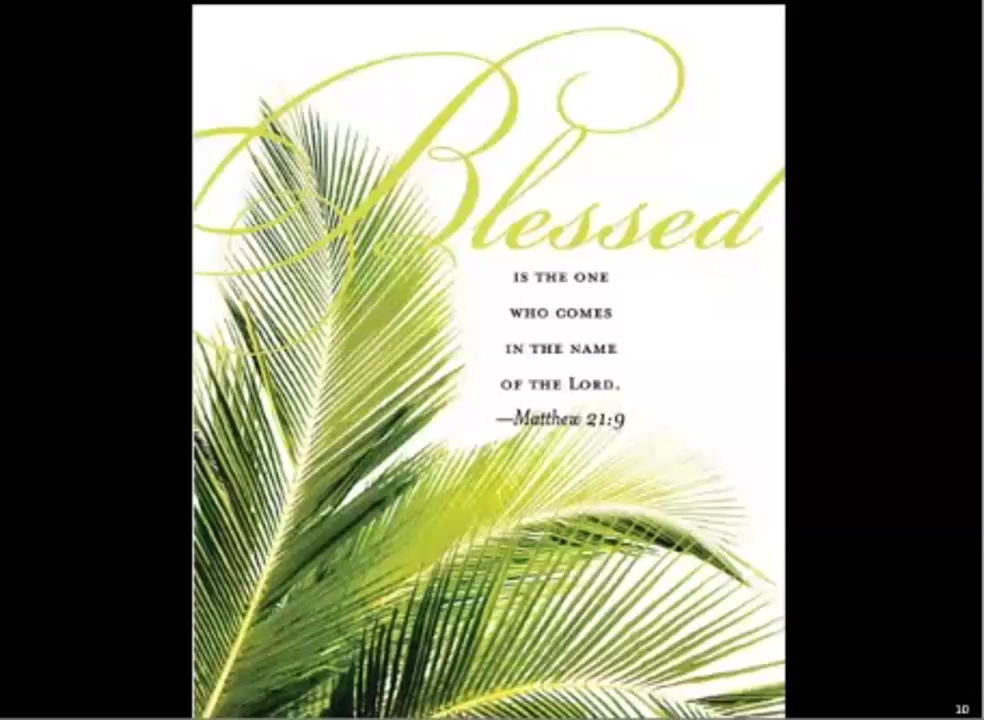 Blessed
IS THE ONE
WHO COMES
IN THE NAME
OF THE LORD.
—Matthew 21:9
10